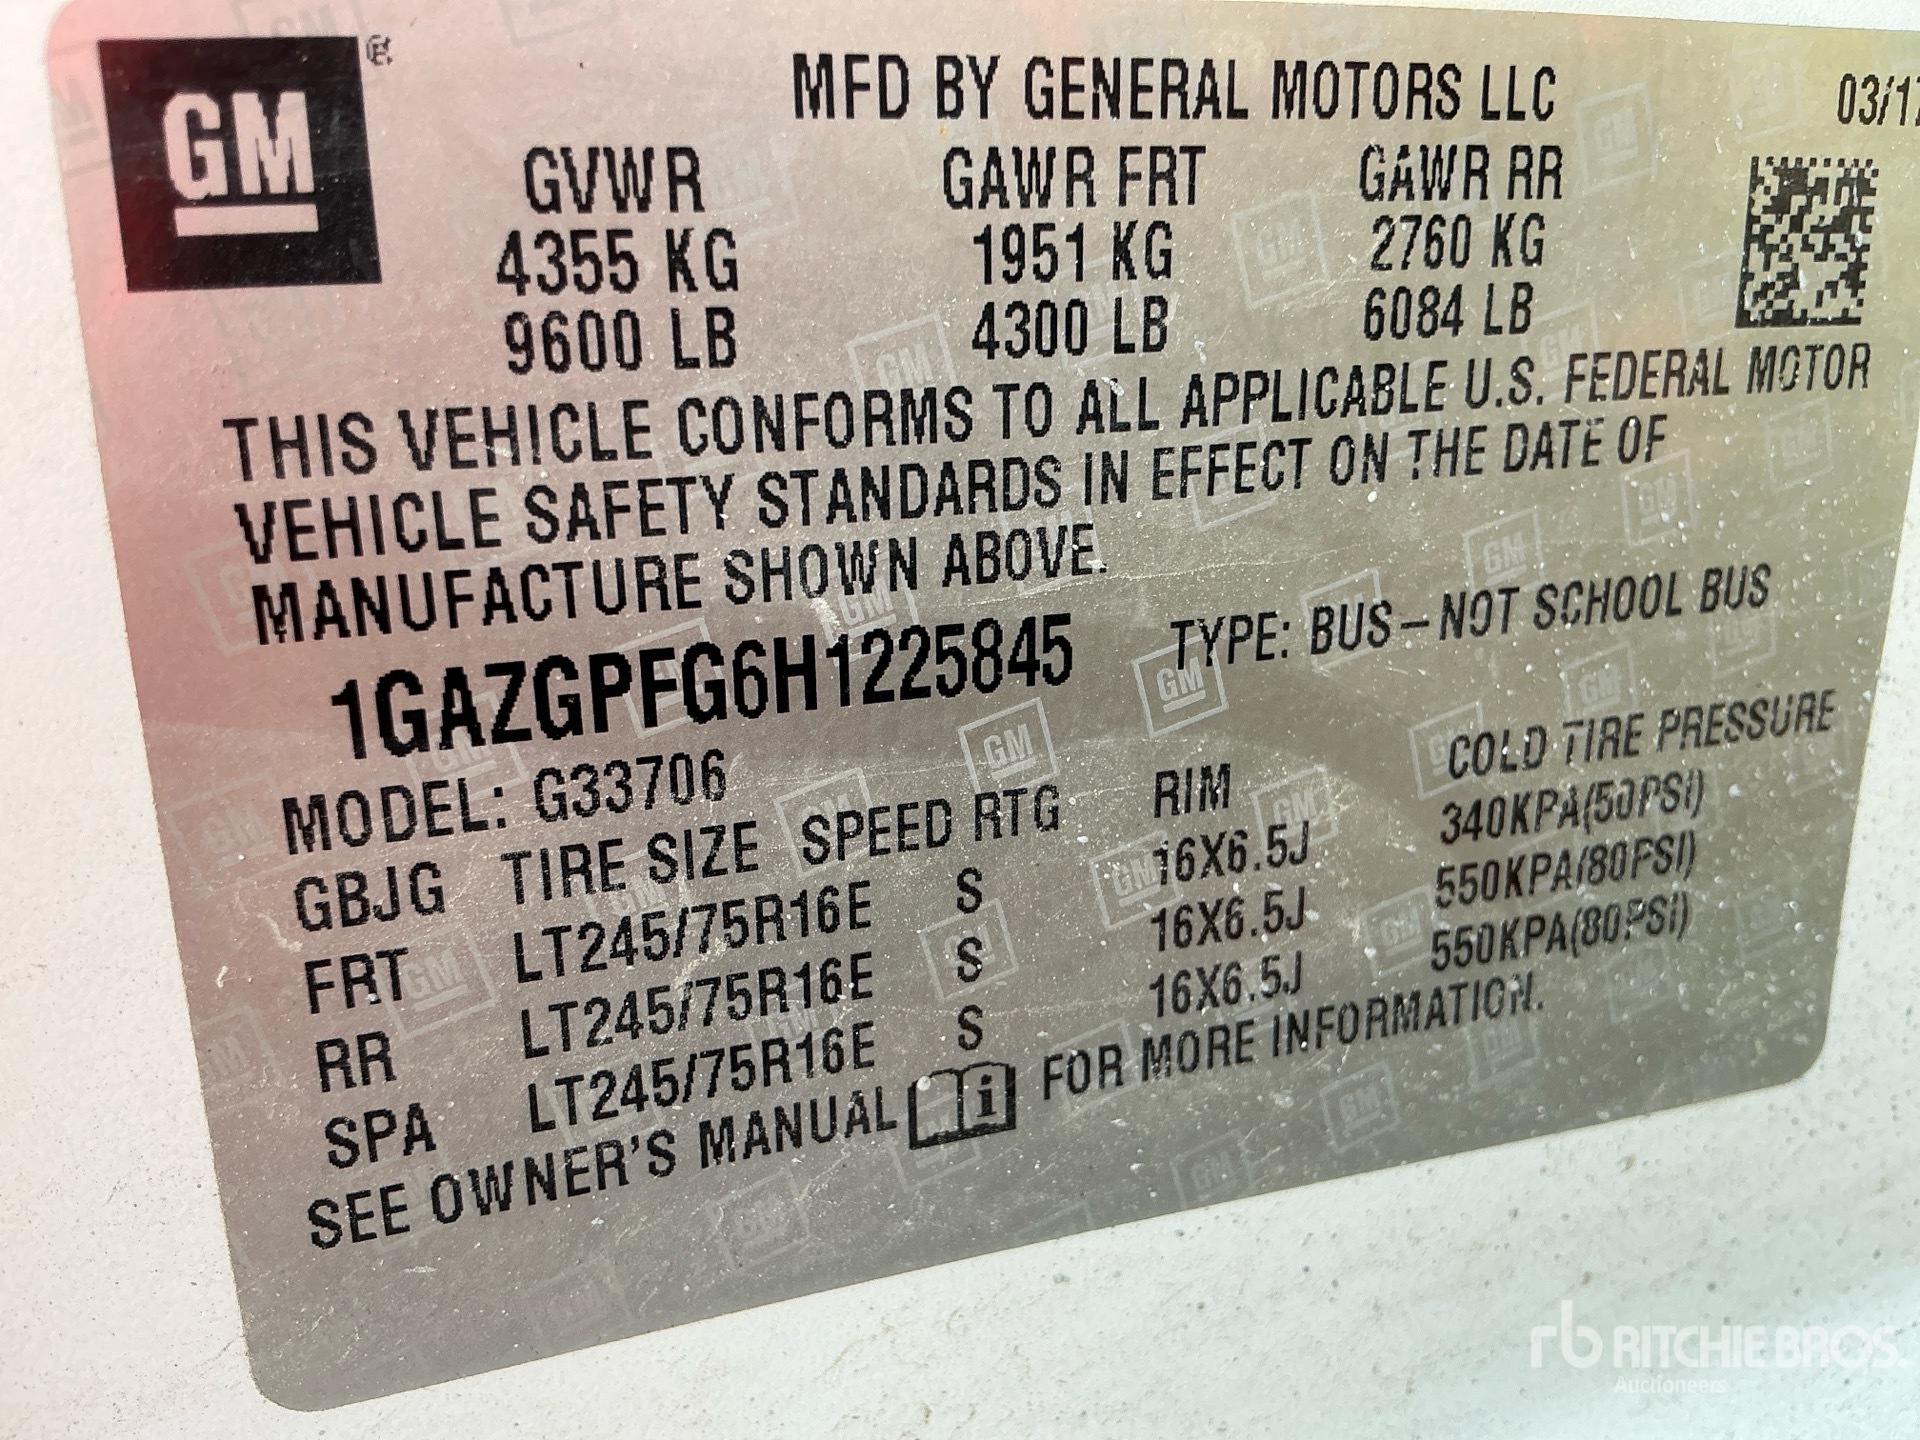 GM®
MFD BY GENERAL MOTORS LLC 03/17
GVWR GAWR FRT GAWR RR
4355 KG 1951 KG 2760 KG
9600 LB 4300 LB 6084 LB
THIS VEHICLE CONFORMS TO ALL APPLICABLE U.S. FEDERAL MOTOR
VEHICLE SAFETY STANDARDS IN EFFECT ON THE DATE OF
MANUFACTURE SHOWN ABOVE.
1GAZGPFG6H1225845 TYPE: BUS–NOT SCHOOL BUS
MODEL: G33706
GBJG TIRE SIZE SPEED RTG RIM COLD TIRE PRESSURE
FRT LT245/75R16E S 16X6.5J 340KPA(50PSI)
RR LT245/75R16E S 16X6.5J 550KPA(80PSI)
SPA LT245/75R16E S 16X6.5J 550KPA(80PSI)
SEE OWNER'S MANUAL i FOR MORE INFORMATION.
rb RITCHIE BROS.
Auctioneers